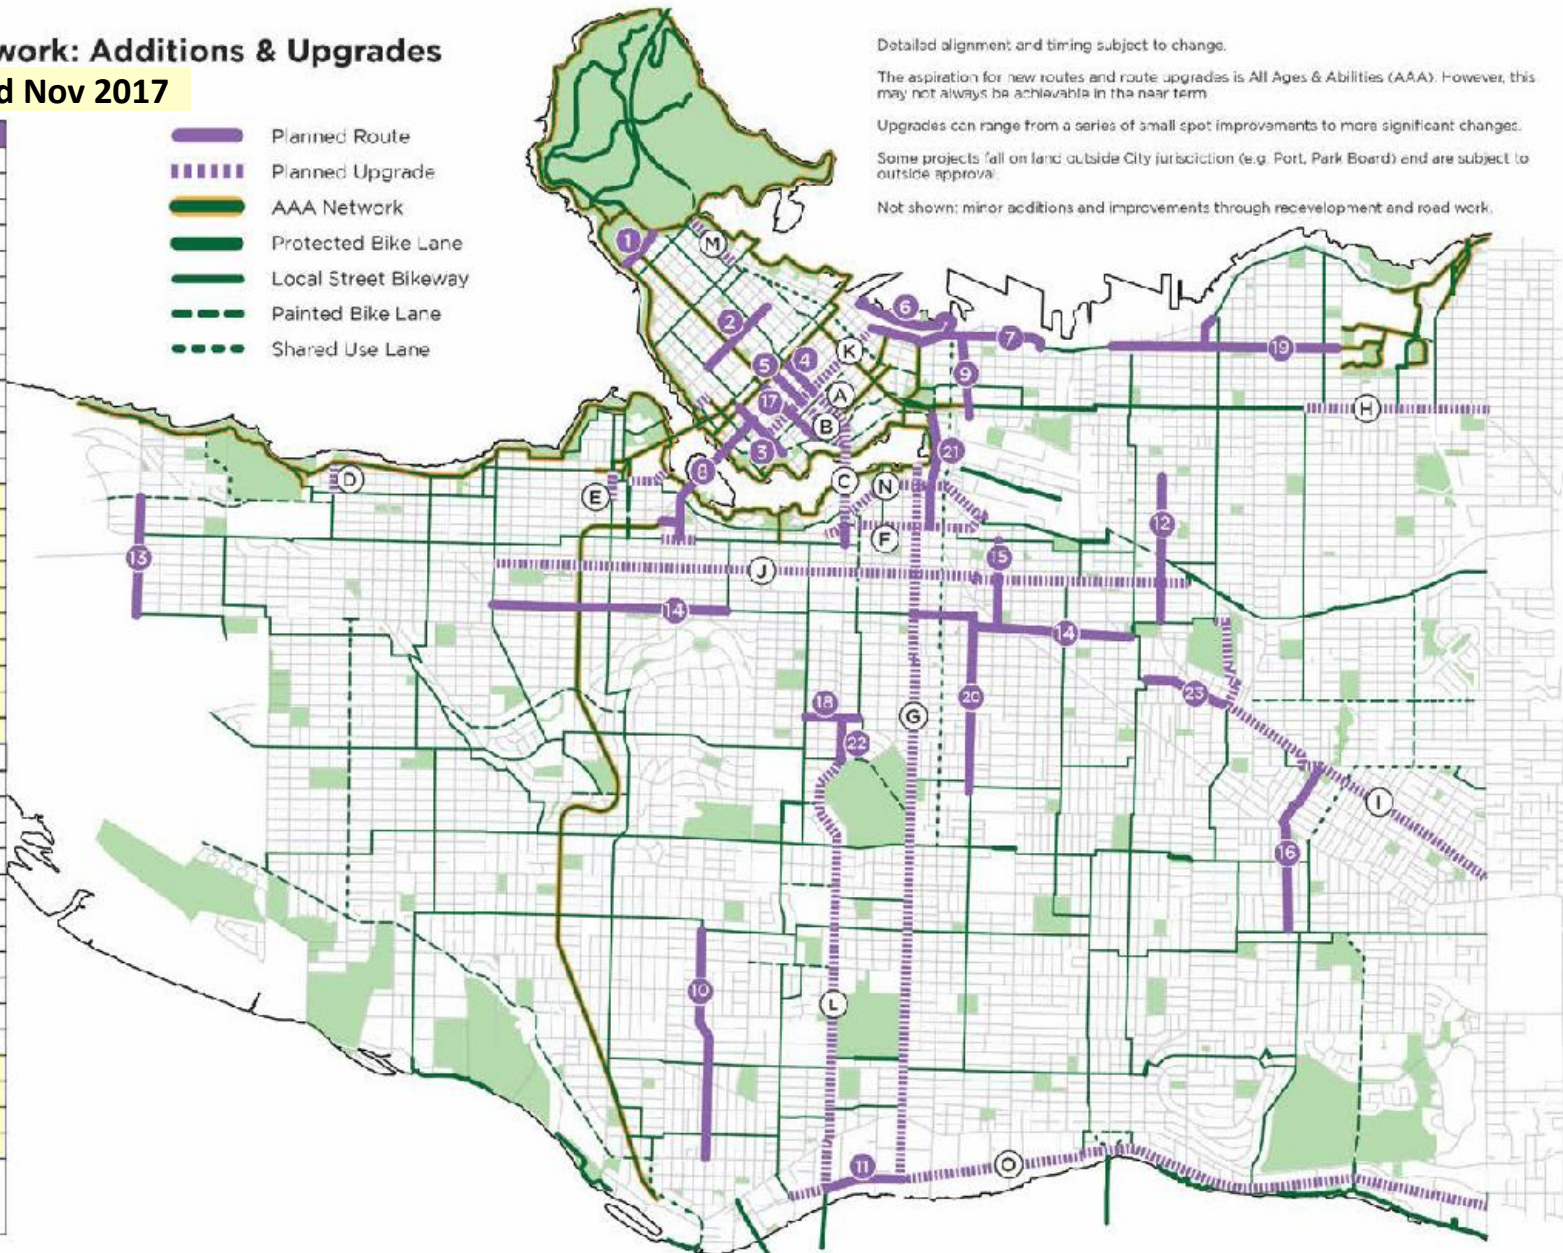 work: Additions & Upgrades
d Nov 2017
Planned Route
Planned Upgrade
AAA Network
Protected Bike Lane
Local Street Bikeway
Painted Bike Lane
Shared Use Lane
Detailed alignment and timing subject to change.
The aspiration for new routes and route upgrades is All Ages & Abilities (AAA). However, this
may not always be achievable in the near term.
Upgrades can range from a series of small spot improvements to more significant changes.
Some projects fall on land outside City jurisdiction (e.g. Port, Park Board) and are subject to
outside approval.
Not shown: minor additions and improvements through redevelopment and road work.
1
M
2
6
7
K
19
5
4
9
A
17
H
B
3
21
8
D
C
N
E
12
F
13
15
J
14
14
20
23
18
G
22
I
16
10
L
11
O